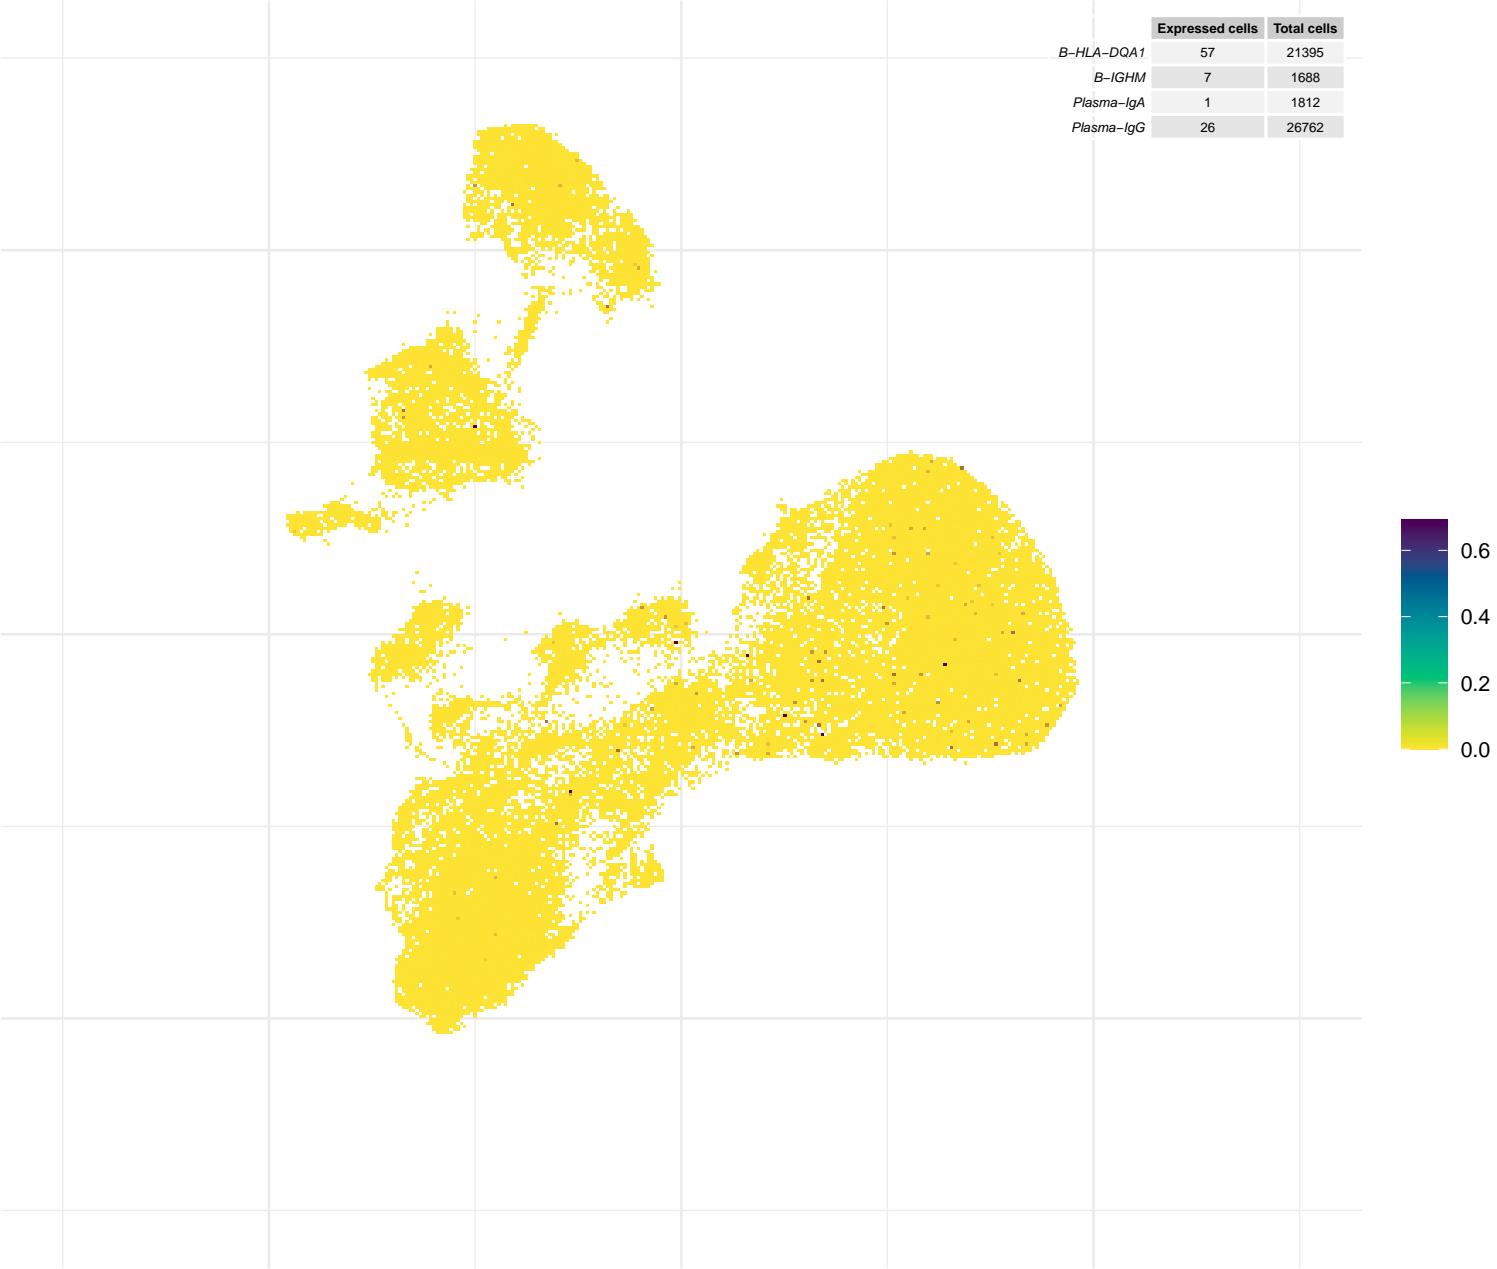 Expressed cells Total cells
B−HLA−DQA1 57 21395
B−IGHM 7 1688
Plasma−IgA 1 1812
Plasma−IgG 26 26762
0.6
0.4
0.2
0.0